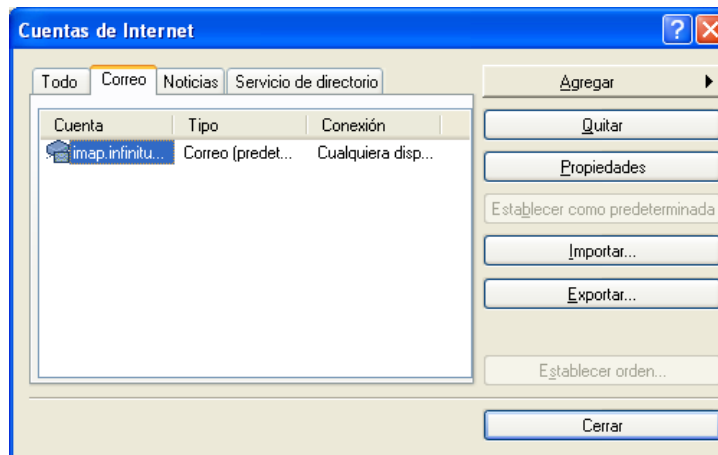 Cuentas de Internet
Todo Correo Noticias Servicio de directorio
Agregar
Cuenta Tipo Conexión
Quitar
imap.infinitu... Correo (predet... Cualquiera disp...
Propiedades
Establecer como predeterminada
Importar...
Exportar...
Establecer orden...
Cerrar